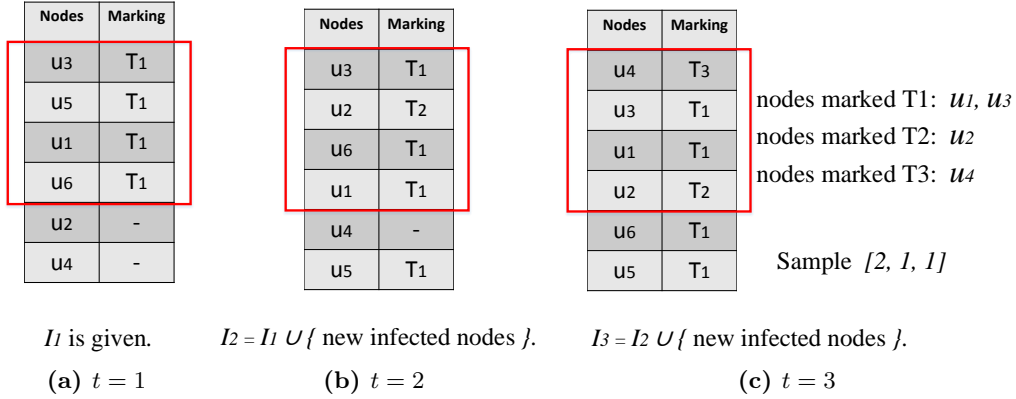 Nodes Marking
u3 T1
u5 T1
u1 T1
u6 T1
u2 -
u4 -
I1 is given.
(a) t = 1
Nodes Marking
u3 T1
u2 T2
u6 T1
u1 T1
u4 -
u5 T1
I2 = I1 ∪ { new infected nodes }.
(b) t = 2
Nodes Marking
u4 T3
u3 T1
u1 T1
u2 T2
u6 T1
u5 T1
nodes marked T1: u1, u3
nodes marked T2: u2
nodes marked T3: u4
Sample [2, 1, 1]
I3 = I2 ∪ { new infected nodes }.
(c) t = 3